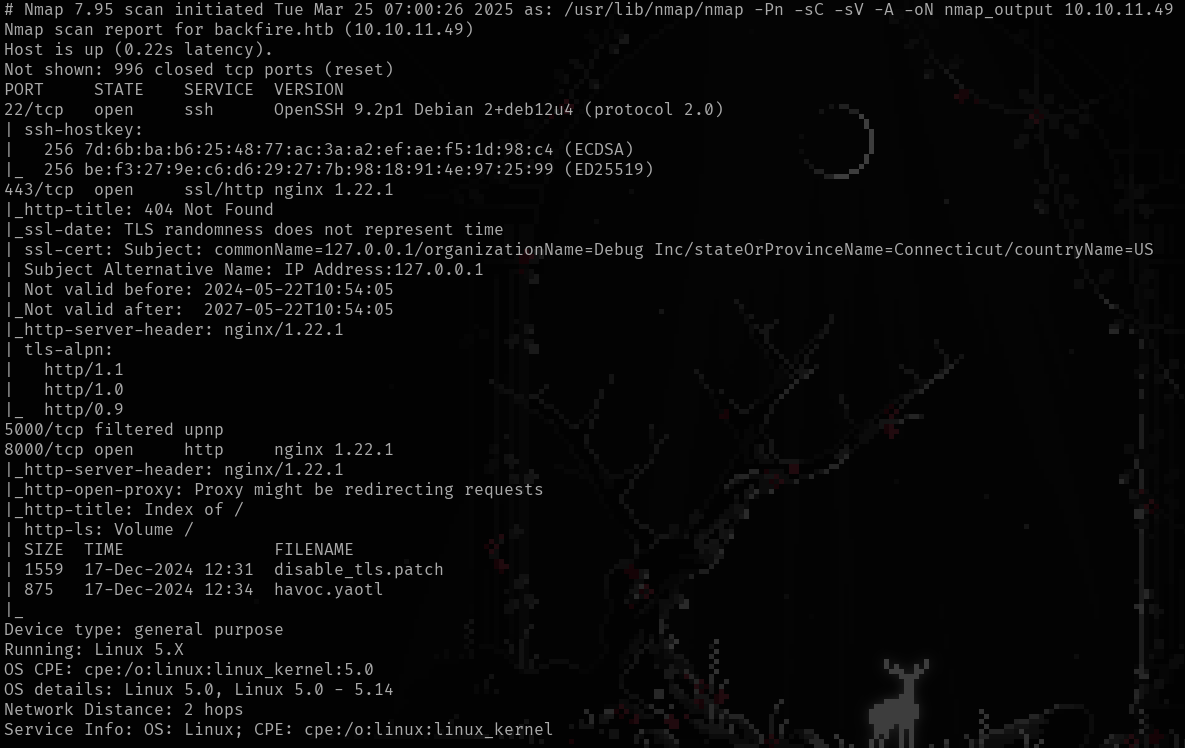 # Nmap 7.95 scan initiated Tue Mar 25 07:00:26 2025 as: /usr/lib/nmap/nmap -Pn -sC -sV -A -oN nmap_output 10.10.11.49
Nmap scan report for backfire.htb (10.10.11.49)
Host is up (0.22s latency).
Not shown: 996 closed tcp ports (reset)
PORT     STATE    SERVICE  VERSION
22/tcp   open     ssh      OpenSSH 9.2p1 Debian 2+deb12u4 (protocol 2.0)
| ssh-hostkey:
|   256 7d:6b:ba:b6:25:48:77:ac:3a:a2:ef:ae:f5:1d:98:c4 (ECDSA)
|_  256 be:f3:27:9e:c6:d6:29:27:7b:98:18:91:4e:97:25:99 (ED25519)
443/tcp  open     ssl/http nginx 1.22.1
|_http-title: 404 Not Found
|_ssl-date: TLS randomness does not represent time
| ssl-cert: Subject: commonName=127.0.0.1/organizationName=Debug Inc/stateOrProvinceName=Connecticut/countryName=US
| Subject Alternative Name: IP Address:127.0.0.1
| Not valid before: 2024-05-22T10:54:05
|_Not valid after:  2027-05-22T10:54:05
|_http-server-header: nginx/1.22.1
| tls-alpn:
|   http/1.1
|   http/1.0
|_  http/0.9
5000/tcp filtered upnp
8000/tcp open     http     nginx 1.22.1
|_http-server-header: nginx/1.22.1
|_http-open-proxy: Proxy might be redirecting requests
|_http-title: Index of /
| http-ls: Volume /
| SIZE  TIME               FILENAME
| 1559  17-Dec-2024 12:31  disable_tls.patch
| 875   17-Dec-2024 12:34  havoc.yaotl
|_
Device type: general purpose
Running: Linux 5.X
OS CPE: cpe:/o:linux:linux_kernel:5.0
OS details: Linux 5.0, Linux 5.0 - 5.14
Network Distance: 2 hops
Service Info: OS: Linux; CPE: cpe:/o:linux:linux_kernel